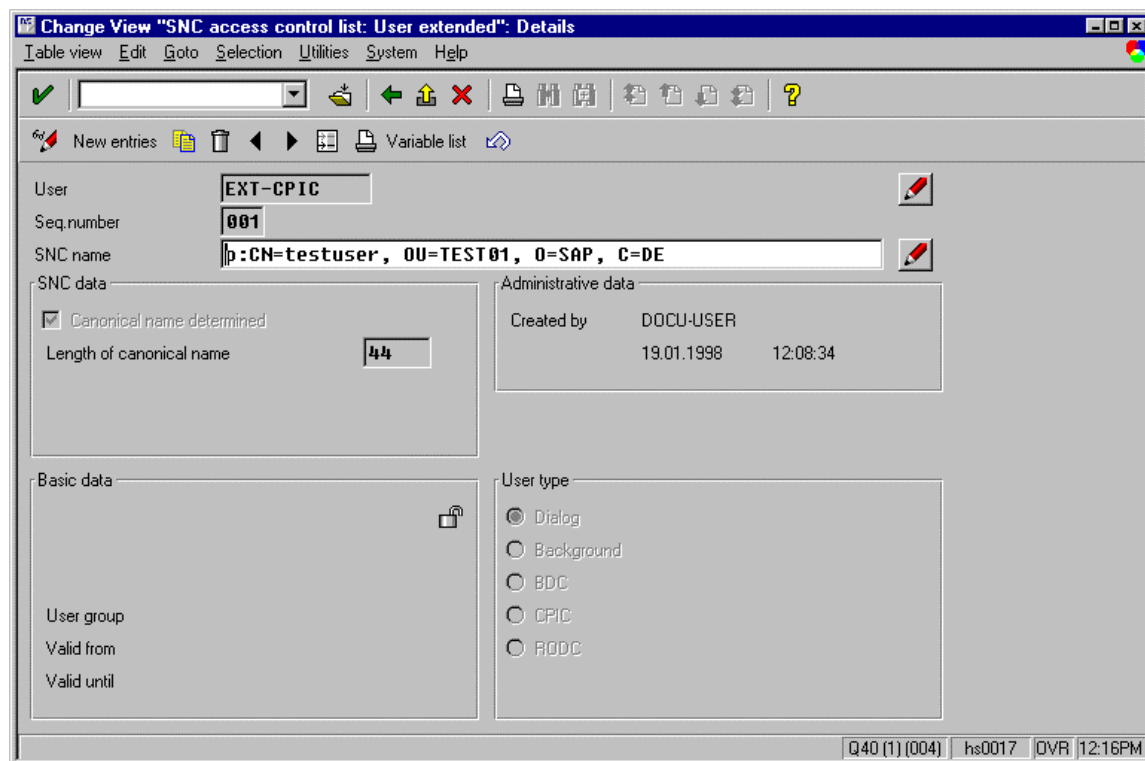 Change View "SNC access control list: User extended": Details
Table view Edit Goto Selection Utilities System Help
New entries Variable list
User EXT-CPIC
Seq.number 001
SNC name p:CN=testuser, OU=TEST01, O=SAP, C=DE
SNC data Administrative data
Canonical name determined Created by DOCU-USER
Length of canonical name 44 19.01.1998 12:08:34
Basic data User type
Dialog
Background
BDC
User group CPIC
Valid from RODC
Valid until
Q40 (1) (004) hs0017 OVR 12:16PM